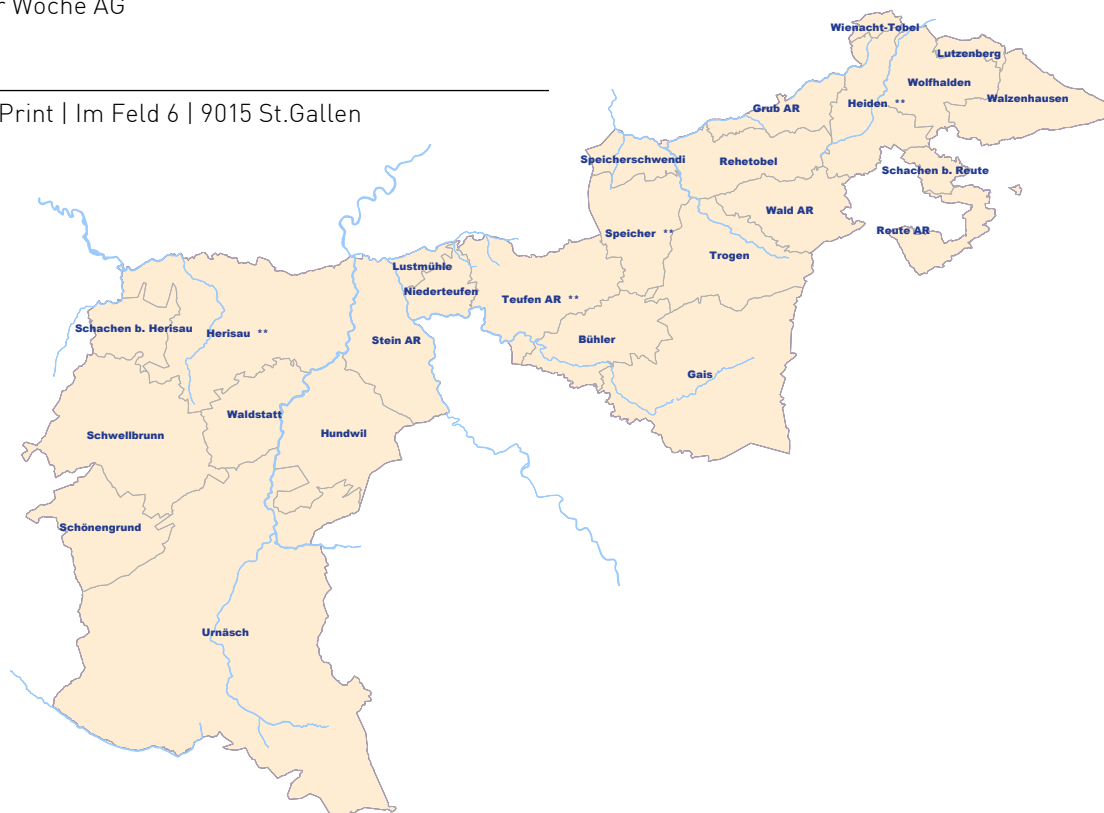 r Woche AG
Print | Im Feld 6 | 9015 St.Gallen
Wienacht-Tobel
Lutzenberg
Wolfhalden
Walzenhausen
Heiden **
Grub AR
Speicherschwendi
Rehetobel
Schachen b. Reute
Wald AR
Reute AR
Speicher **
Trogen
Lustmühle
Niederteufen
Teufen AR **
Schachen b. Herisau
Herisau **
Stein AR
Bühler
Gais
Waldstatt
Schwellbrunn
Hundwil
Schönengrund
Urnäsch